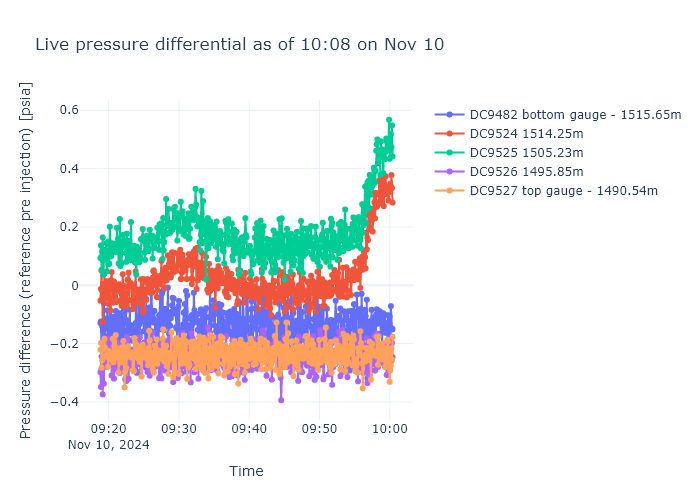 Live pressure differential as of 10:08 on Nov 10
Pressure difference (reference pre injection) [psia]
0.6
0.4
0.2
0
−0.2
−0.4
09:20
Nov 10, 2024
09:30
09:40
09:50
10:00
Time
DC9482 bottom gauge - 1515.65m
DC9524 1514.25m
DC9525 1505.23m
DC9526 1495.85m
DC9527 top gauge - 1490.54m